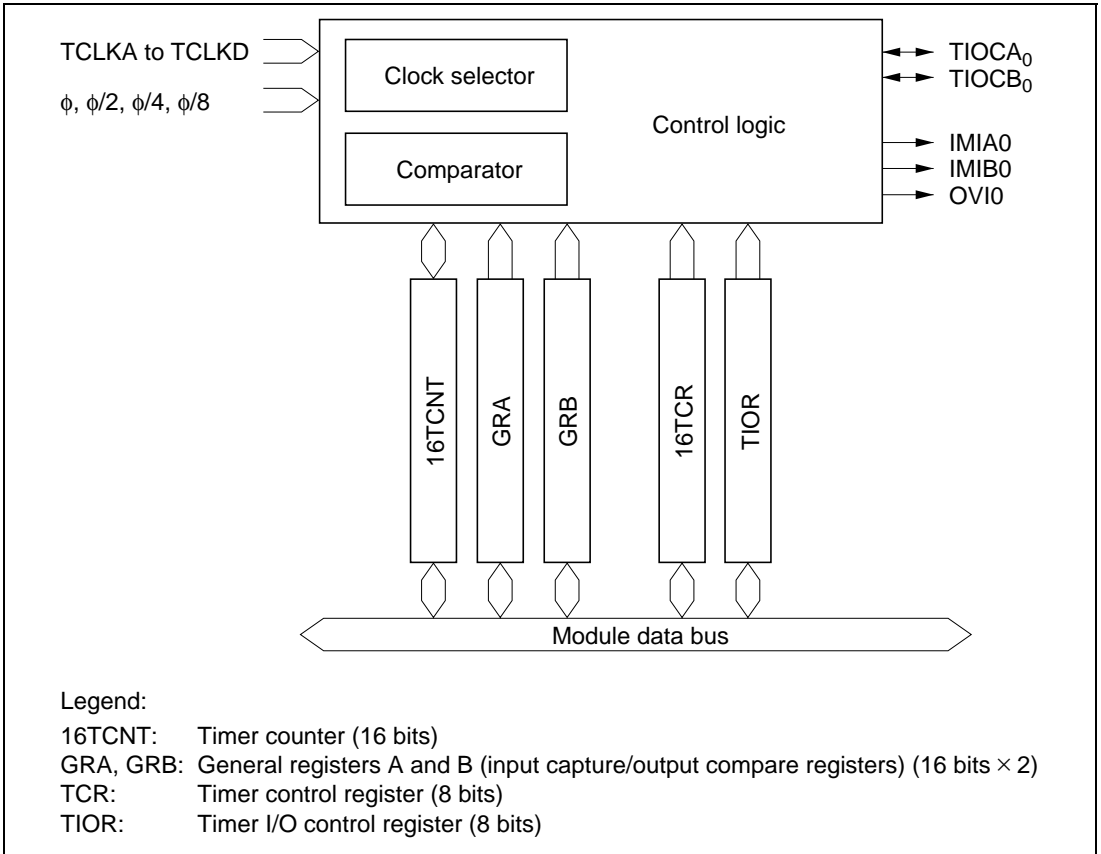 TCLKA to TCLKD
ϕ, ϕ/2, ϕ/4, ϕ/8
Clock selector
Comparator
Control logic
TIOCA₀
TIOCB₀
IMIA0
IMIB0
OVI0
16TCNT
GRA
GRB
16TCR
TIOR
Module data bus
Legend:
16TCNT: Timer counter (16 bits)
GRA, GRB: General registers A and B (input capture/output compare registers) (16 bits × 2)
TCR: Timer control register (8 bits)
TIOR: Timer I/O control register (8 bits)